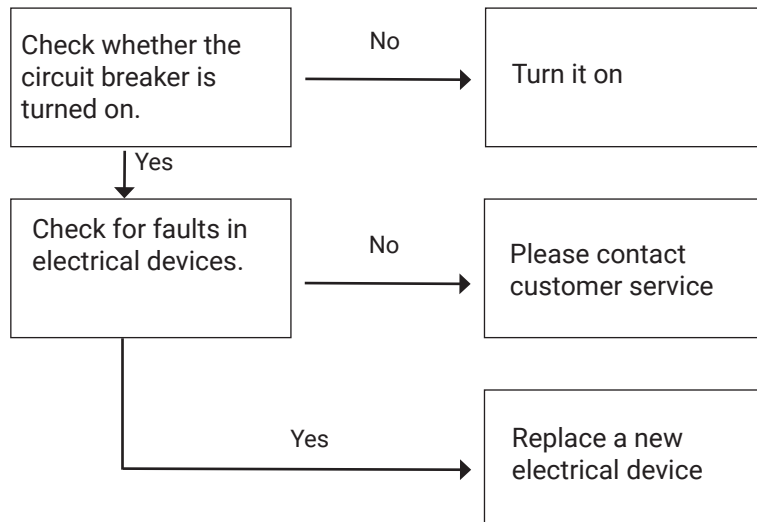 Check whether the
circuit breaker is
turned on.
No
Turn it on
Yes
Check for faults in
electrical devices.
No
Please contact
customer service
Yes
Replace a new
electrical device